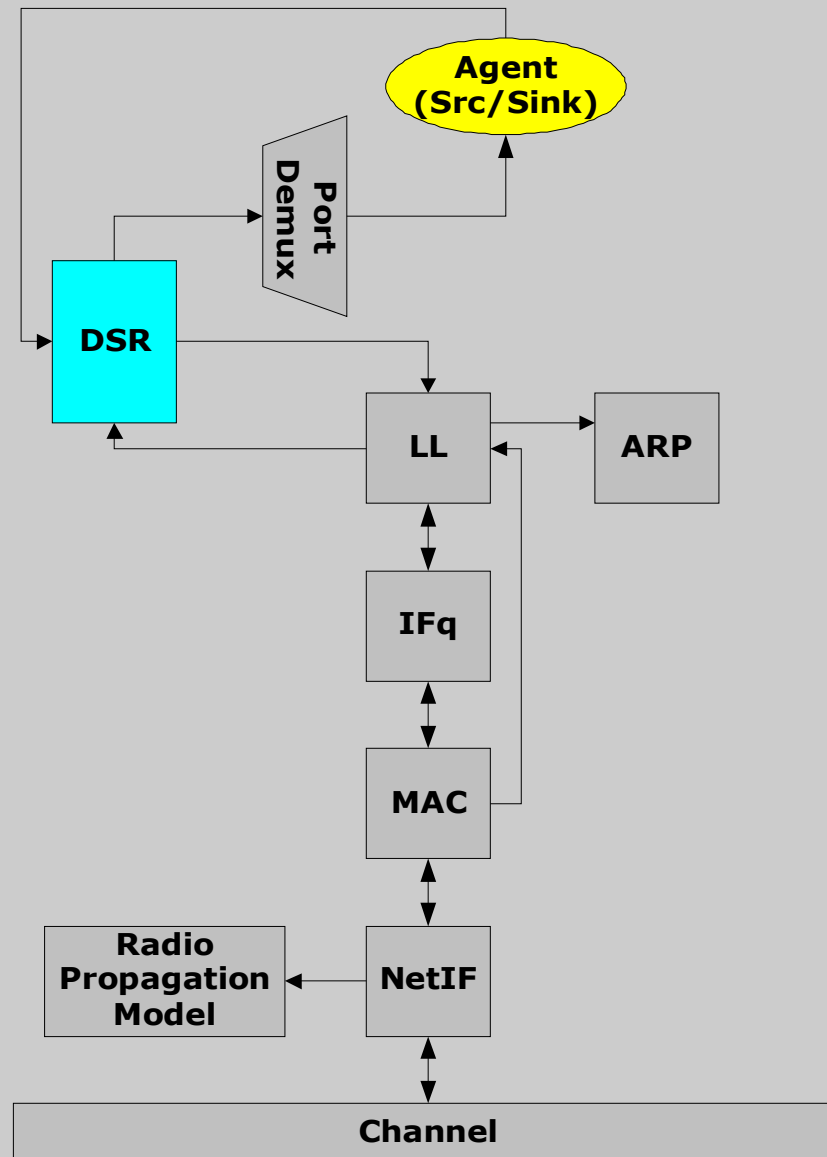 Agent
(Src/Sink)
Port
Demux
DSR
LL
ARP
IFq
MAC
Radio
Propagation
Model
NetIF
Channel